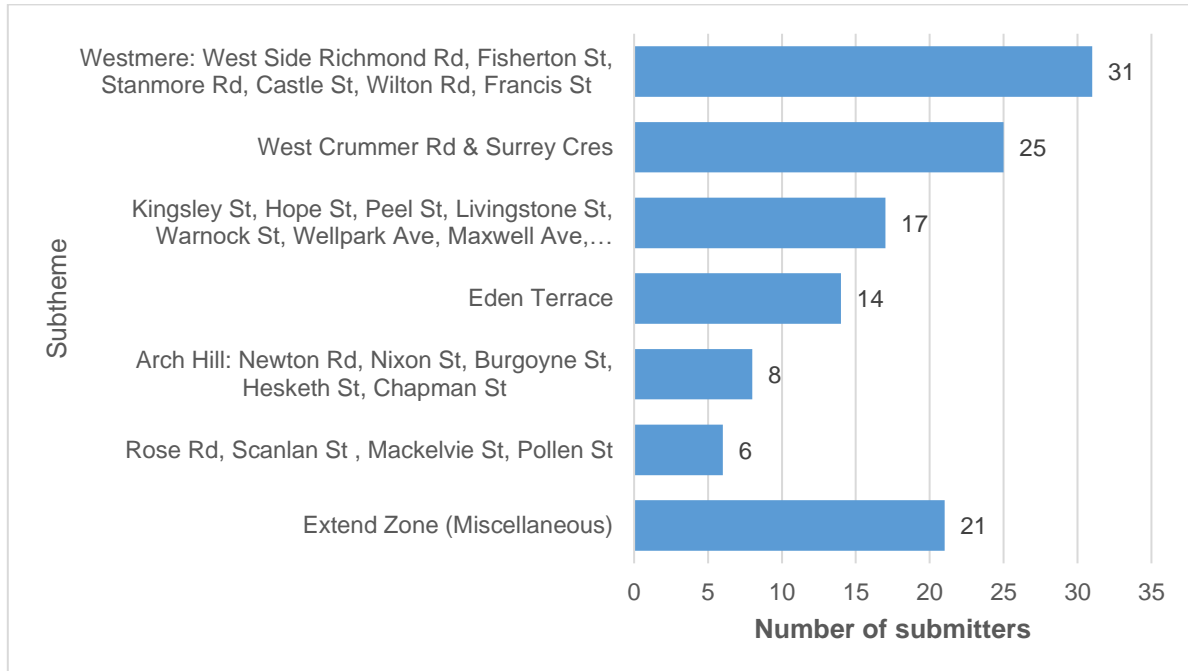 Westmere: West Side Richmond Rd, Fisherton St,
Stanmore Rd, Castle St, Wilton Rd, Francis St
31
West Crummer Rd & Surrey Cres
25
Kingsley St, Hope St, Peel St, Livingstone St,
Warnock St, Wellpark Ave, Maxwell Ave,…
17
Eden Terrace
14
Arch Hill: Newton Rd, Nixon St, Burgoyne St,
Hesketh St, Chapman St
8
Rose Rd, Scanlan St , Mackelvie St, Pollen St
6
Extend Zone (Miscellaneous)
21
Subtheme
0 5 10 15 20 25 30 35
Number of submitters